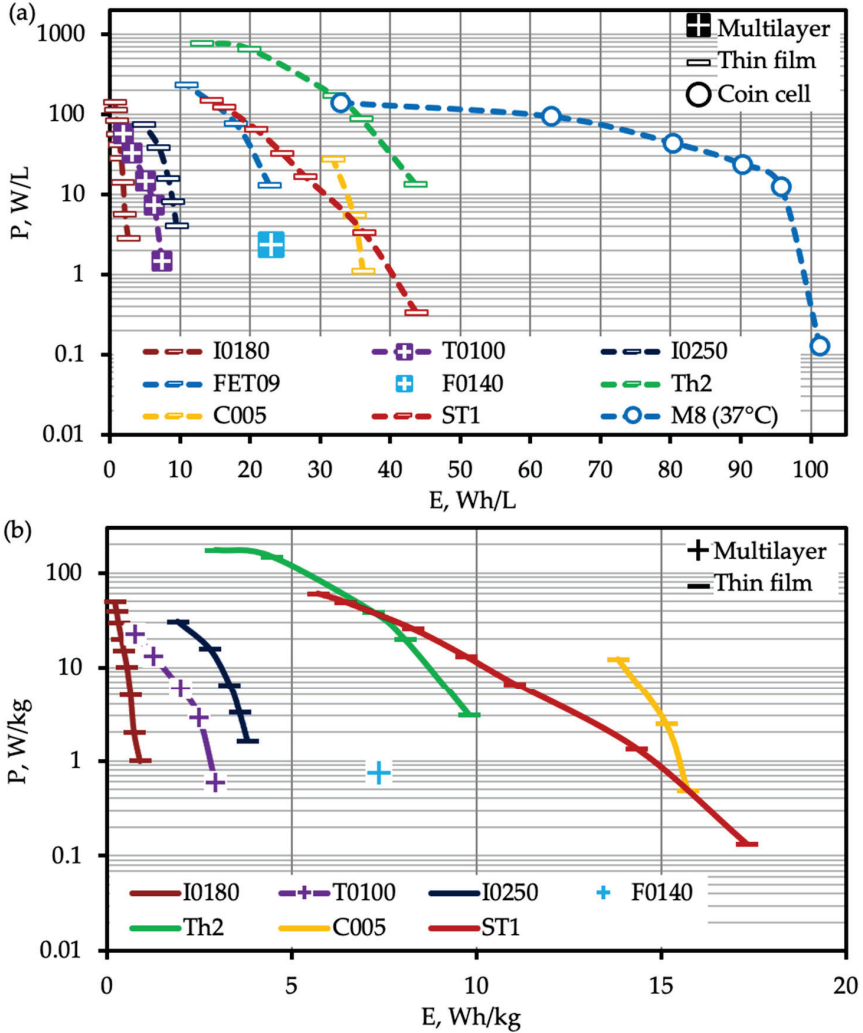 (a)
1000
100
10
1
0.1
0.01
P, W/L
Multilayer
Thin film
Coin cell
I0180 T0100 I0250
FET09 F0140 Th2
C005 ST1 M8 (37°C)
0 10 20 30 40 50 60 70 80 90 100
E, Wh/L
(b)
100
10
1
0.1
0.01
P, W/kg
Multilayer
Thin film
I0180 T0100 I0250 F0140
Th2 C005 ST1
0 5 10 15 20
E, Wh/kg